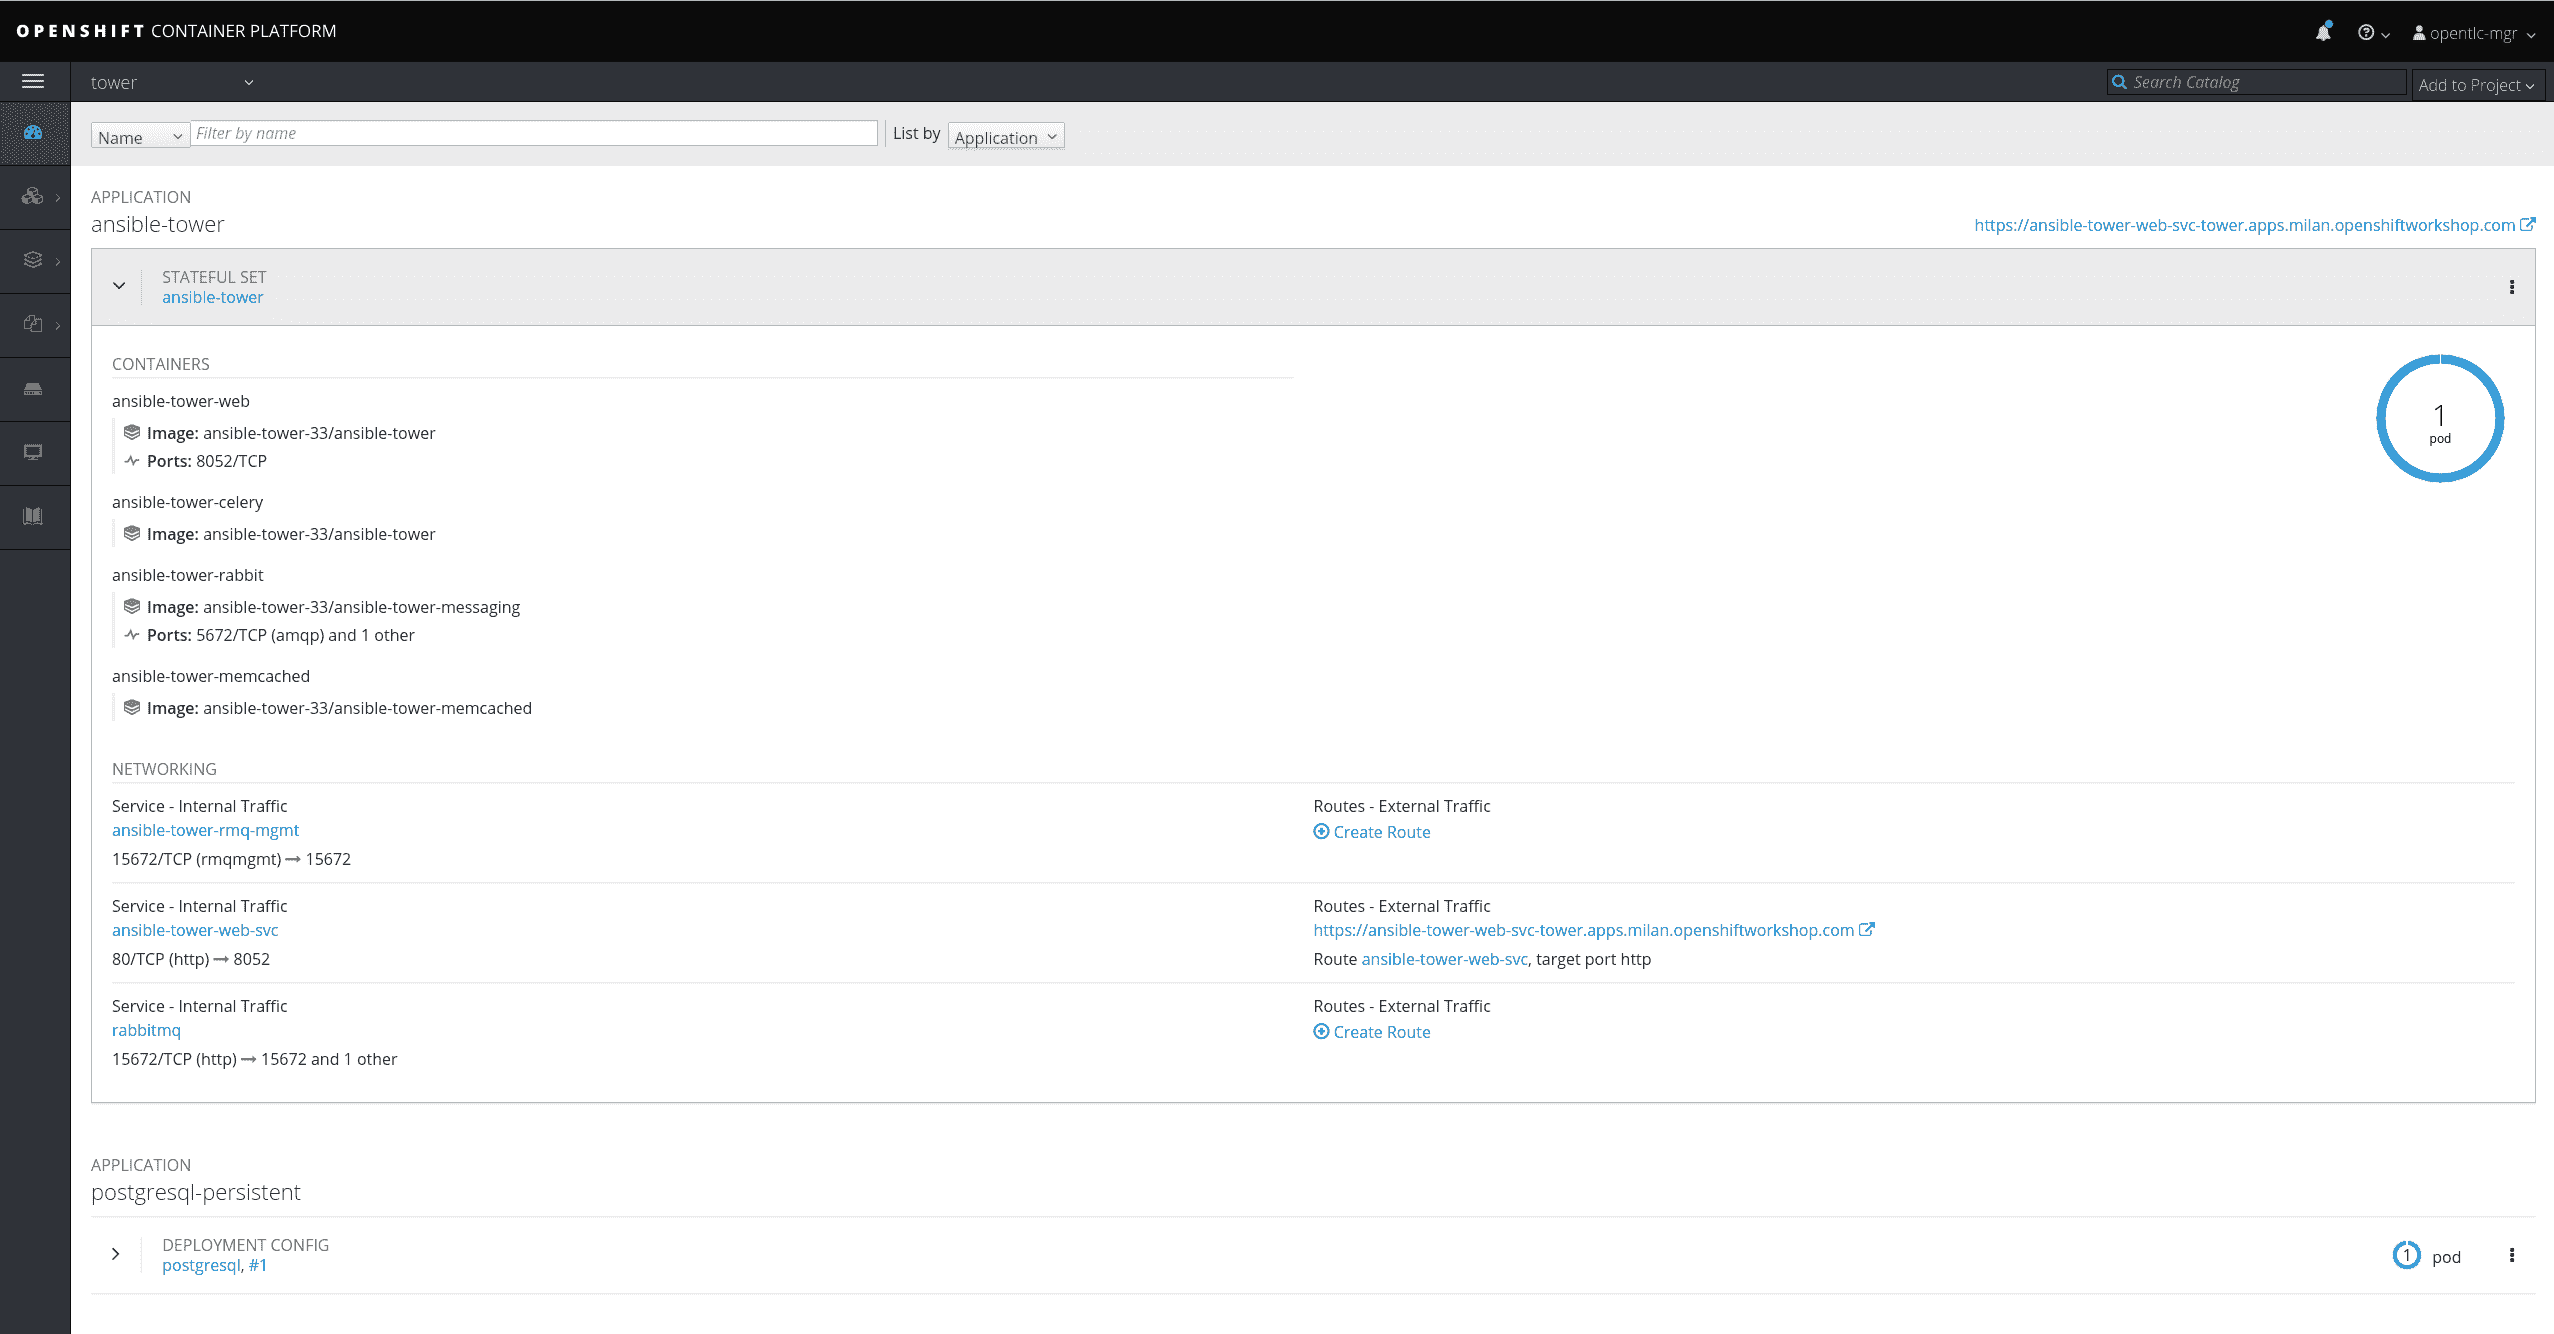 OPENSHIFT CONTAINER PLATFORM
opentlc-mgr
tower
Search Catalog
Add to Project
Name
Filter by name
List by
Application
APPLICATION
ansible-tower
https://ansible-tower-web-svc-tower.apps.milan.openshiftworkshop.com
STATEFUL SET
ansible-tower
CONTAINERS
ansible-tower-web
Image: ansible-tower-33/ansible-tower
Ports: 8052/TCP
1
pod
ansible-tower-celery
Image: ansible-tower-33/ansible-tower
ansible-tower-rabbit
Image: ansible-tower-33/ansible-tower-messaging
Ports: 5672/TCP (amqp) and 1 other
ansible-tower-memcached
Image: ansible-tower-33/ansible-tower-memcached
NETWORKING
Service - Internal Traffic
ansible-tower-rmq-mgmt
15672/TCP (rmqmgmt) → 15672
Routes - External Traffic
Create Route
Service - Internal Traffic
ansible-tower-web-svc
80/TCP (http) → 8052
Routes - External Traffic
https://ansible-tower-web-svc-tower.apps.milan.openshiftworkshop.com
Route ansible-tower-web-svc, target port http
Service - Internal Traffic
rabbitmq
15672/TCP (http) → 15672 and 1 other
Routes - External Traffic
Create Route
APPLICATION
postgresql-persistent
DEPLOYMENT CONFIG
postgresql, #1
1 pod